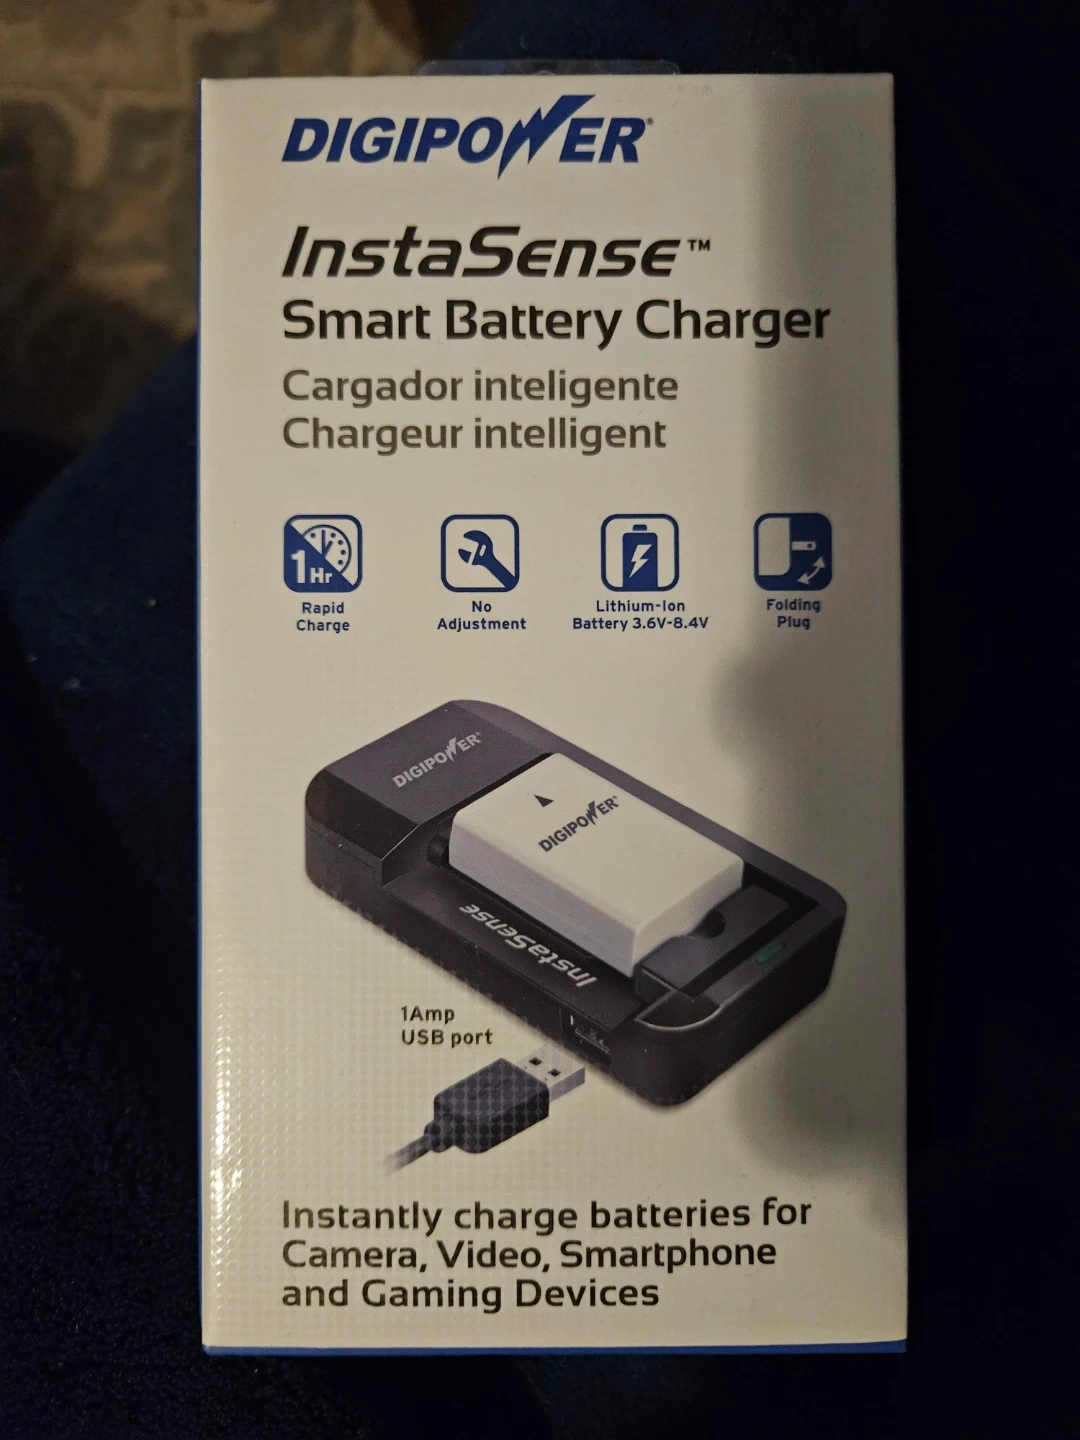 DIGIPOWER
InstaSense™
Smart Battery Charger
Cargador inteligente
Chargeur intelligent
1Hr
Rapid
Charge
No
Adjustment
Lithium-Ion
Battery 3.6V-8.4V
Folding
Plug
DIGIPOWER
DIGIPOWER
InstaSense
1Amp
USB port
Instantly charge batteries for
Camera, Video, Smartphone
and Gaming Devices